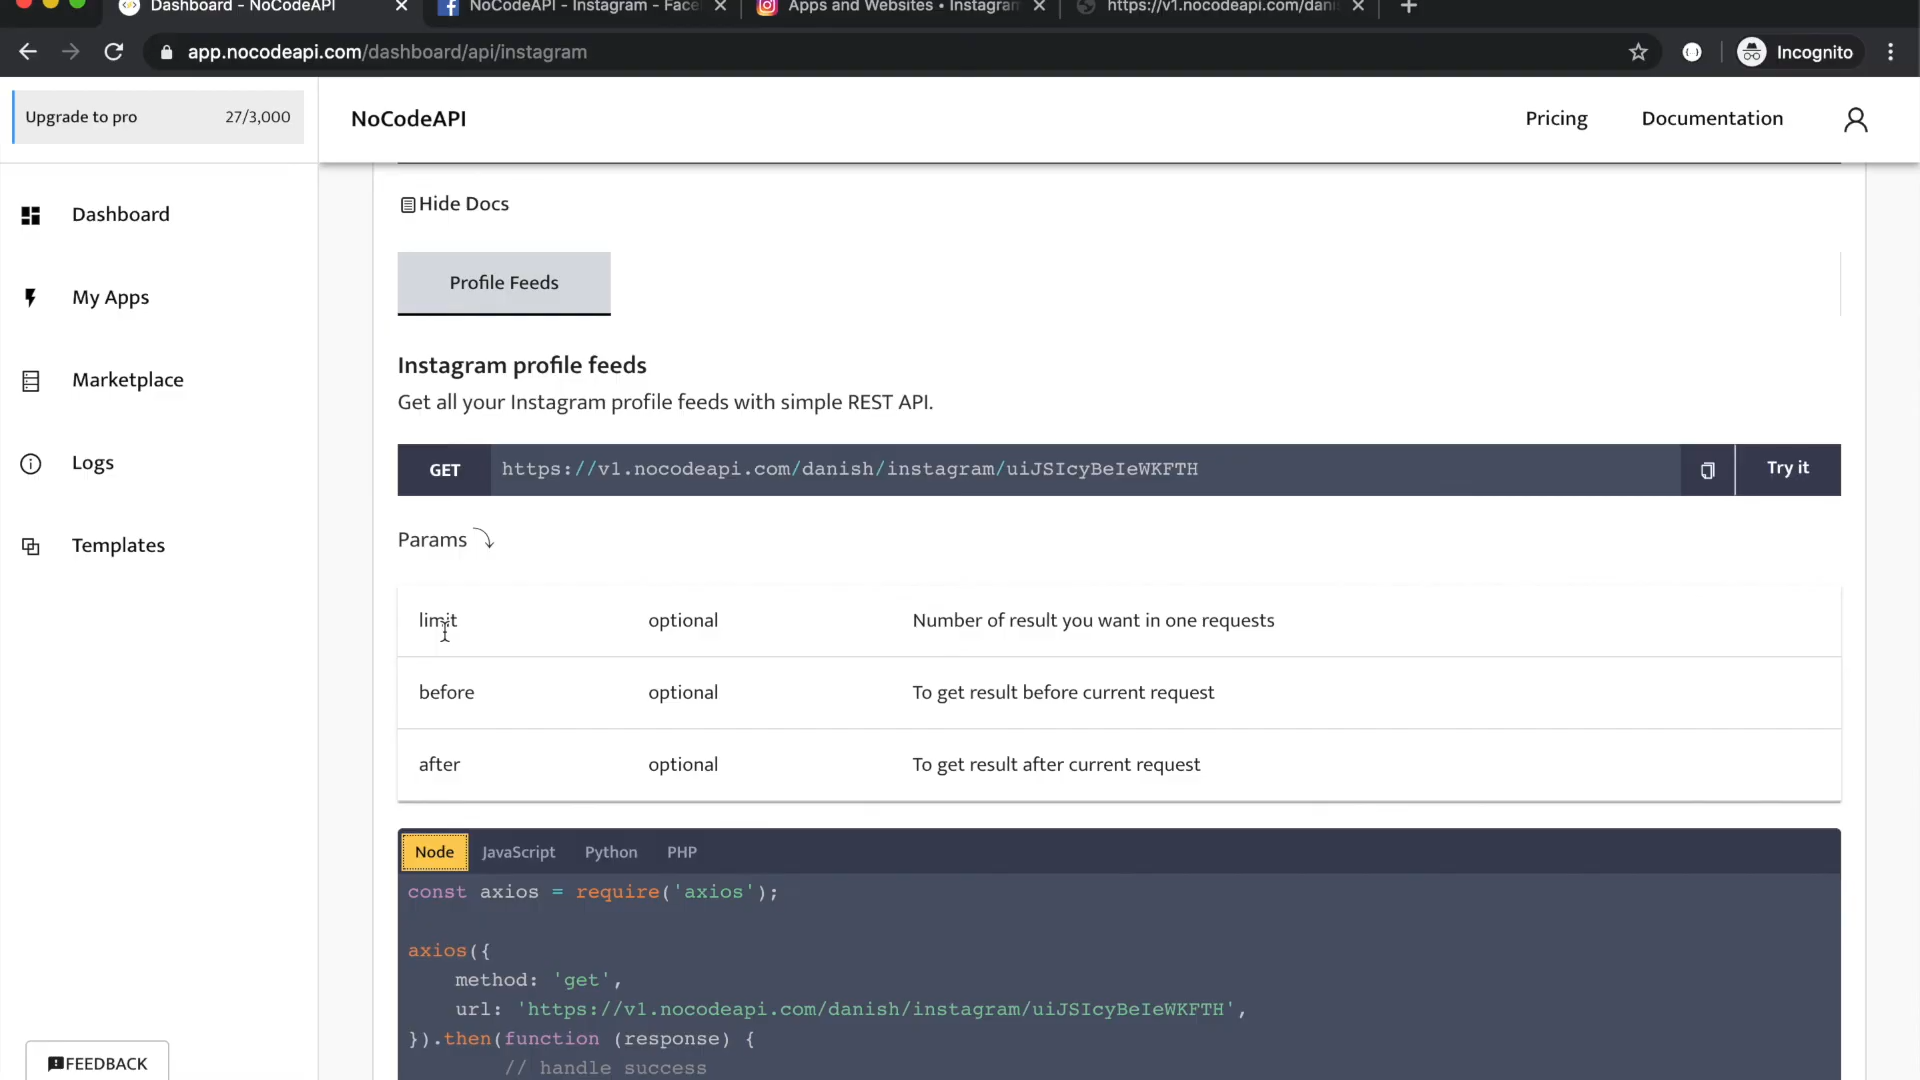 Dashboard - NoCodeAPI
NoCodeAPI - Instagram - Face
Apps and Websites • Instagram
https://v1.nocodeapi.com/dani
app.nocodeapi.com/dashboard/api/instagram
Incognito
Upgrade to pro 27/3,000
NoCodeAPI
Pricing
Documentation
Dashboard
My Apps
Marketplace
Logs
Templates
FEEDBACK
Hide Docs
Profile Feeds
Instagram profile feeds
Get all your Instagram profile feeds with simple REST API.
GET https://v1.nocodeapi.com/danish/instagram/uiJSIcyBeIeWKFTH Try it
Params
limit optional Number of result you want in one requests
before optional To get result before current request
after optional To get result after current request
Node JavaScript Python PHP
const axios = require('axios');
axios({
method: 'get',
url: 'https://v1.nocodeapi.com/danish/instagram/uiJSIcyBeIeWKFTH',
}).then(function (response) {
// handle success